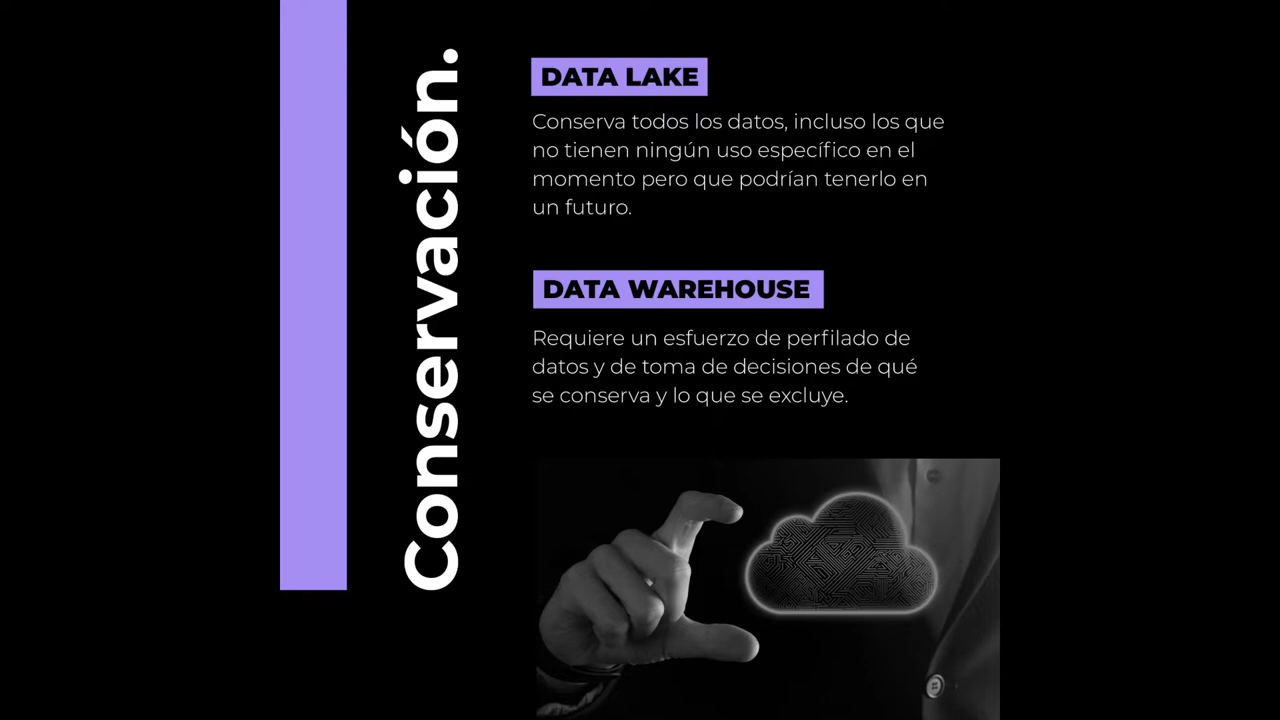 Conservación.
DATA LAKE
Conserva todos los datos, incluso los que
no tienen ningún uso específico en el
momento pero que podrían tenerlo en
un futuro.
DATA WAREHOUSE
Requiere un esfuerzo de perfilado de
datos y de toma de decisiones de qué
se conserva y lo que se excluye.